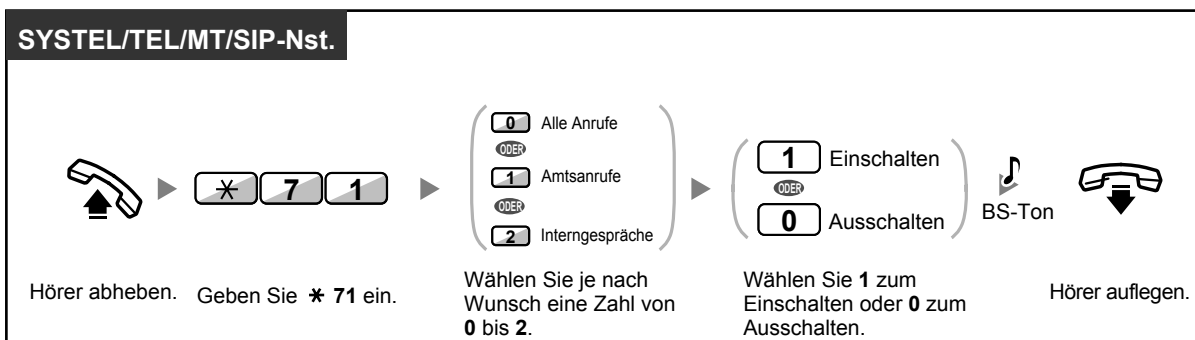 SYSTEL/TEL/MT/SIP-Nst.
0 Alle Anrufe
ODER
1 Amtsanrufe
ODER
2 Interngespräche
1 Einschalten
ODER
0 Ausschalten
* 7 1
BS-Ton
Hörer abheben.
Geben Sie * 71 ein.
Wählen Sie je nach
Wunsch eine Zahl von
0 bis 2.
Wählen Sie 1 zum
Einschalten oder 0 zum
Ausschalten.
Hörer auflegen.